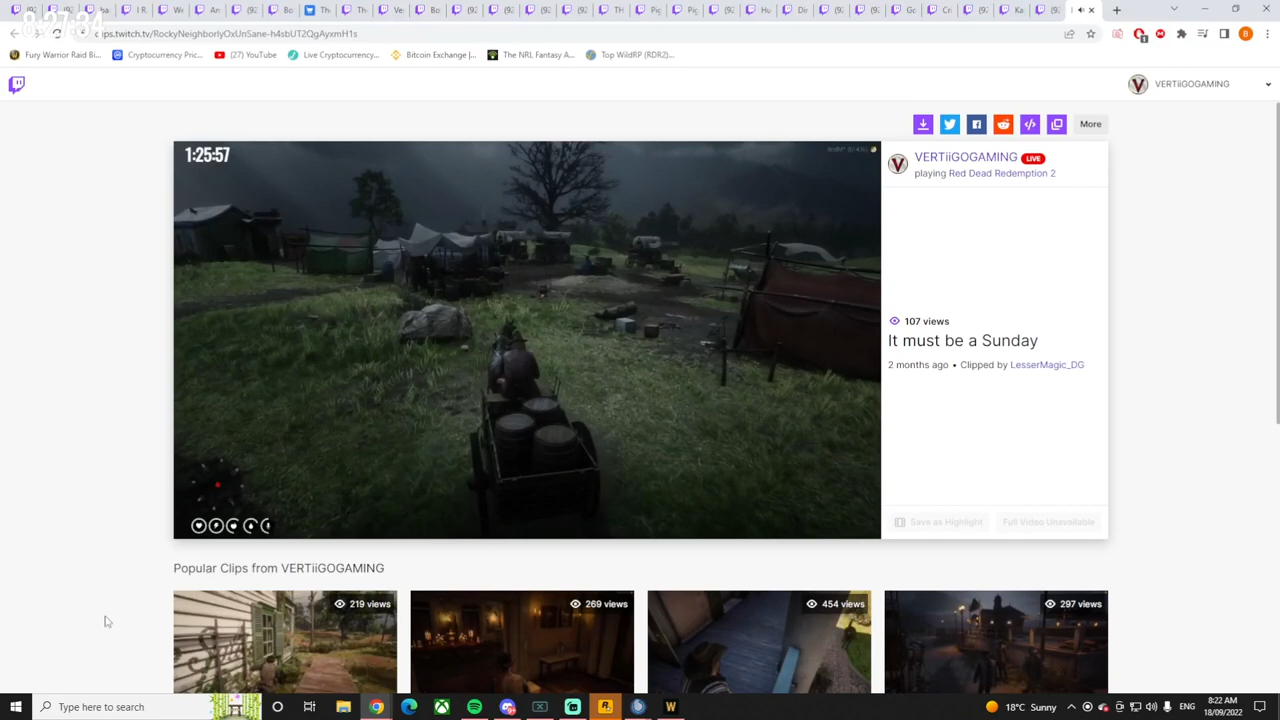 8:27:34
clips.twitch.tv/RockyNeighborlyOxUnSane-h4sbUT2QgAyxmH1s
Fury Warrior Raid Bi...
Cryptocurrency Pric...
(27) YouTube
Live Cryptocurrency...
Bitcoin Exchange |...
The NRL Fantasy A...
Top WildRP (RDR2)...
VERTiiGOGAMING
More
1:25:57
VERTiiGOGAMING LIVE
playing Red Dead Redemption 2
107 views
It must be a Sunday
2 months ago • Clipped by LesserMagic_DG
Save as Highlight
Full Video Unavailable
Popular Clips from VERTiiGOGAMING
219 views
269 views
454 views
297 views
Type here to search
18°C Sunny
ENG
8:22 AM
18/09/2022